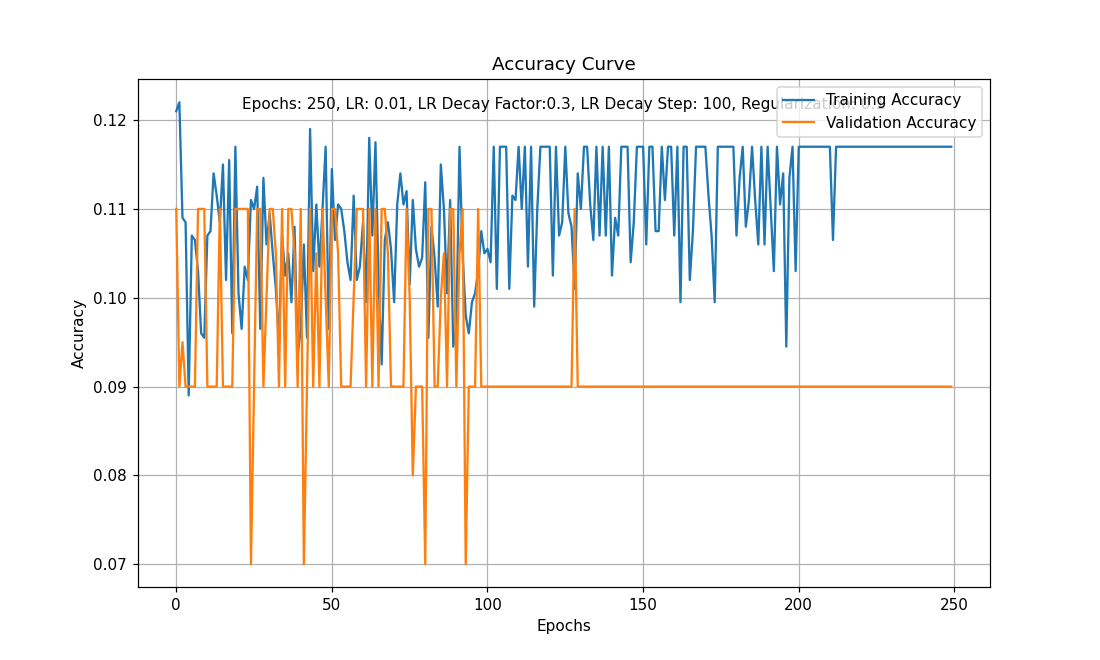 Accuracy Curve
Epochs: 250, LR: 0.01, LR Decay Factor:0.3, LR Decay Step: 100, Regularization:
Training Accuracy
Validation Accuracy
Accuracy
0.12
0.11
0.10
0.09
0.08
0.07
0 50 100 150 200 250
Epochs